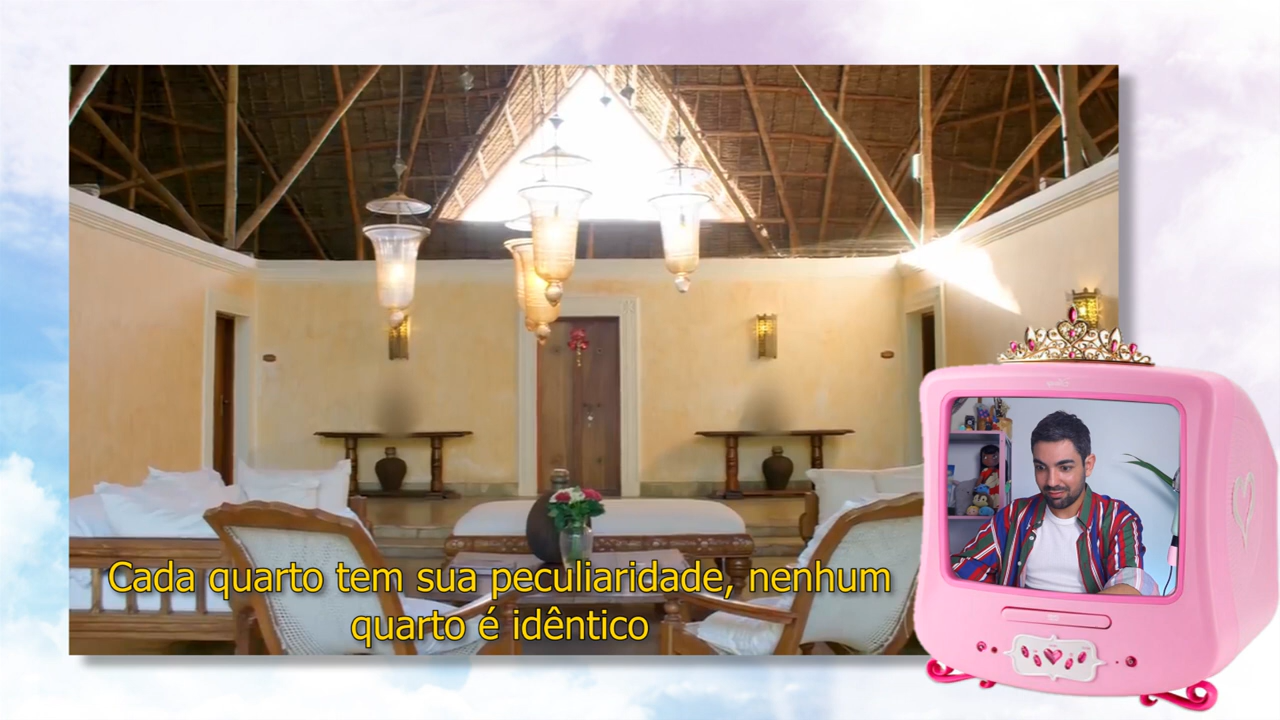 Cada quarto tem sua peculiaridade, nenhum
quarto é idêntico